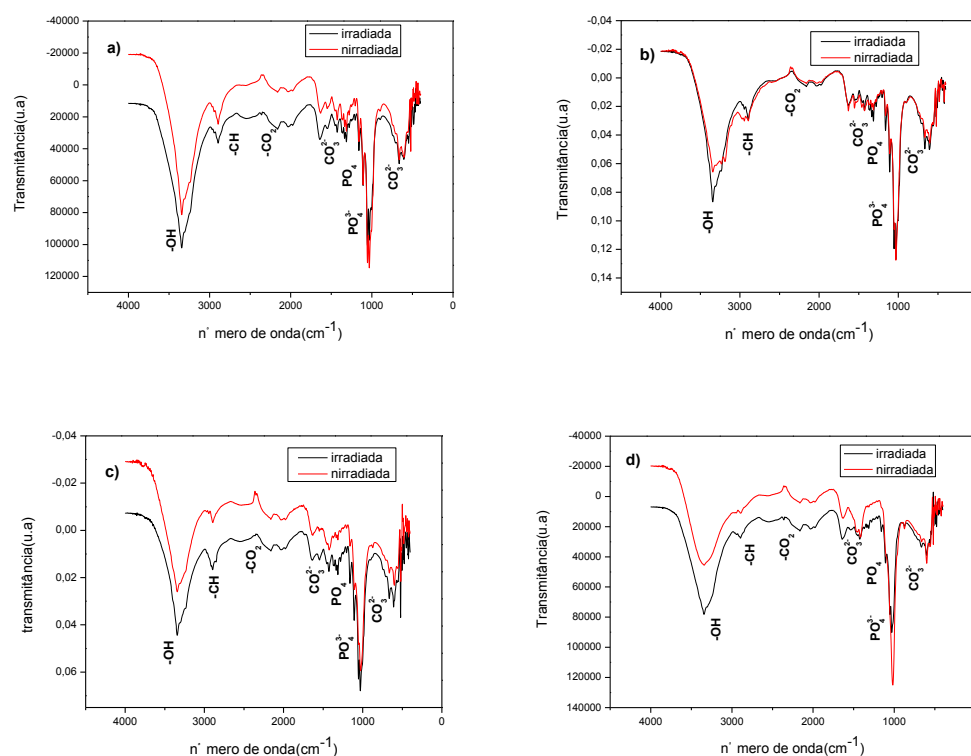 a)
irradiada
nirradiada
-40000
-20000
0
20000
40000
60000
80000
100000
120000
Transmitância(u.a)
-OH
-CH
-CO2
CO3 2-
PO4
PO4 3-
CO3 2-
4000 3000 2000 1000 0
n° mero de onda(cm-1)
b)
irradiada
nirradiada
-0,04
-0,02
0,00
0,02
0,04
0,06
0,08
0,10
0,12
0,14
Transmitância(u.a)
-OH
-CH
-CO2
CO3 2-
PO4
PO4 3-
CO3 2-
4000 3000 2000 1000
n° mero de onda(cm-1)
c)
irradiada
nirradiada
-0,04
-0,02
0,00
0,02
0,04
0,06
transmitância(u.a)
-OH
-CH
-CO2
CO3 2-
PO4
PO4 3-
CO3 2-
4000 3000 2000 1000 0
n° mero de onda(cm-1)
d)
irradiada
nirradiada
-40000
-20000
0
20000
40000
60000
80000
100000
120000
140000
Transmitância(u.a)
-OH
-CH
-CO2
CO3 2-
PO4
PO4 3-
CO3 2-
4000 3000 2000 1000
n° mero de onda(cm-1)